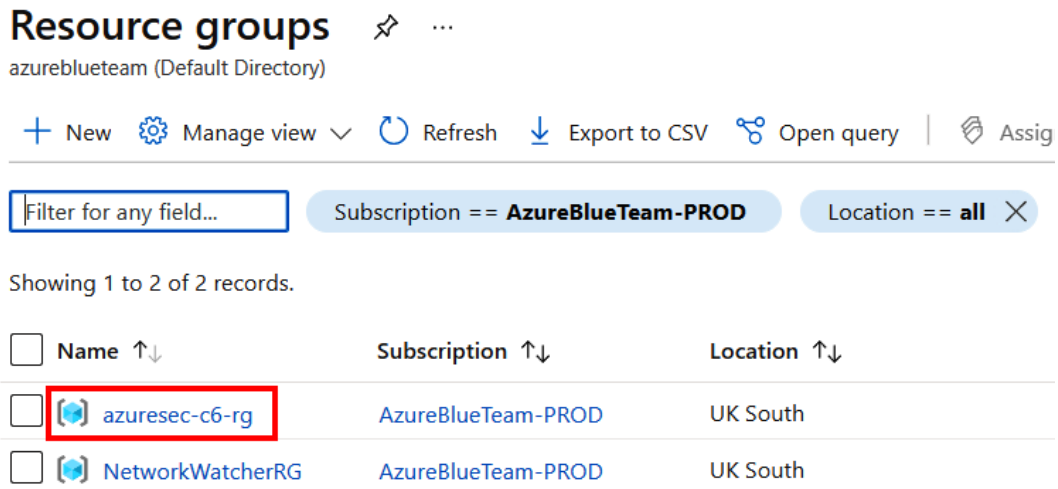 Resource groups ...
azureblueteam (Default Directory)
New Manage view Refresh Export to CSV Open query Assig
Filter for any field... Subscription == AzureBlueTeam-PROD Location == all
Showing 1 to 2 of 2 records.
Name Subscription Location
azuresec-c6-rg AzureBlueTeam-PROD UK South
NetworkWatcherRG AzureBlueTeam-PROD UK South